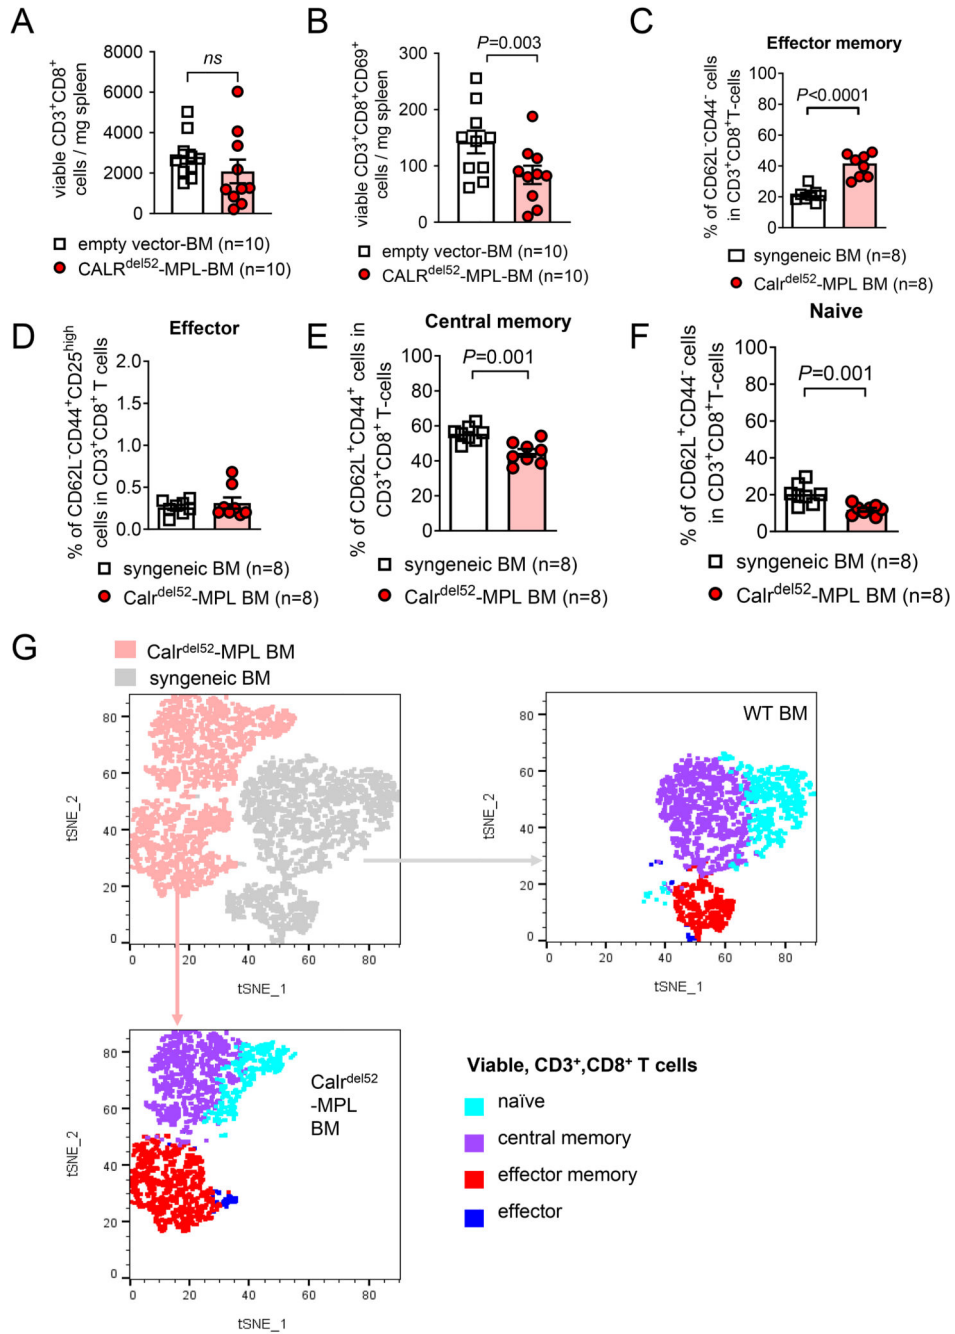 A
viable CD3⁺CD8⁺
cells / mg spleen
8000
6000
4000
2000
0
ns
empty vector-BM (n=10)
CALRᵈᵉˡ⁵²-MPL-BM (n=10)
B
viable CD3⁺CD8⁺CD69⁺
cells / mg spleen
300
200
100
0
P=0.003
empty vector-BM (n=10)
CALRᵈᵉˡ⁵²-MPL-BM (n=10)
C
Effector memory
% of CD62L⁻CD44⁻ cells
in CD3⁺CD8⁺T-cells
100
80
60
40
20
0
P<0.0001
syngeneic BM (n=8)
Calrᵈᵉˡ⁵²-MPL BM (n=8)
D
Effector
% of CD62L⁻CD44⁺CD25ʰⁱᵍʰ
cells in CD3⁺CD8⁺ T cells
2.0
1.5
1.0
0.5
0.0
syngeneic BM (n=8)
Calrᵈᵉˡ⁵²-MPL BM (n=8)
E
Central memory
% of CD62L⁺CD44⁺ cells in
CD3⁺CD8⁺T-cells
100
80
60
40
20
0
P=0.001
syngeneic BM (n=8)
Calrᵈᵉˡ⁵²-MPL BM (n=8)
F
Naive
% of CD62L⁺CD44⁻ cells
in CD3⁺CD8⁺T-cells
100
80
60
40
20
0
P=0.001
syngeneic BM (n=8)
Calrᵈᵉˡ⁵²-MPL BM (n=8)
G
Calrᵈᵉˡ⁵²-MPL BM
syngeneic BM
tSNE_2
80
60
40
20
0
0 20 40 60 80
tSNE_1
WT BM
tSNE_2
80
60
40
20
0
0 20 40 60 80
tSNE_1
Calrᵈᵉˡ⁵²
-MPL
BM
tSNE_2
80
60
40
20
0
0 20 40 60 80
tSNE_1
Viable, CD3⁺,CD8⁺ T cells
naïve
central memory
effector memory
effector